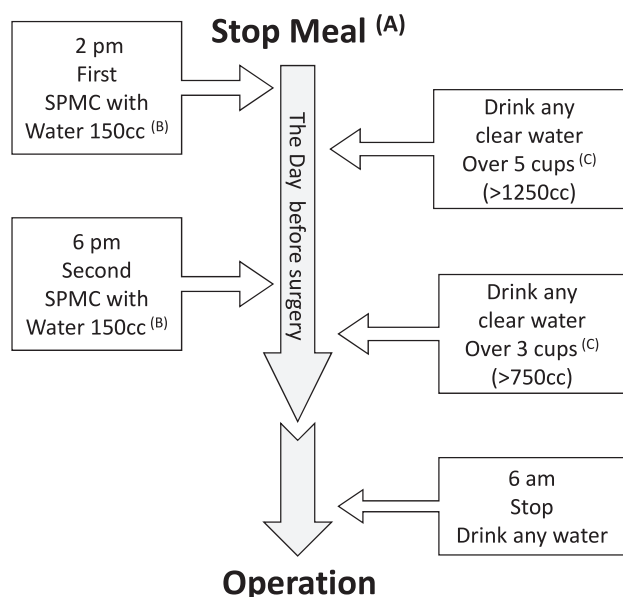 Stop Meal (A)
2 pm
First
SPMC with
Water 150cc (B)
The Day before surgery
Drink any
clear water
Over 5 cups (C)
(>1250cc)
6 pm
Second
SPMC with
Water 150cc (B)
Drink any
clear water
Over 3 cups (C)
(>750cc)
6 am
Stop
Drink any water
Operation